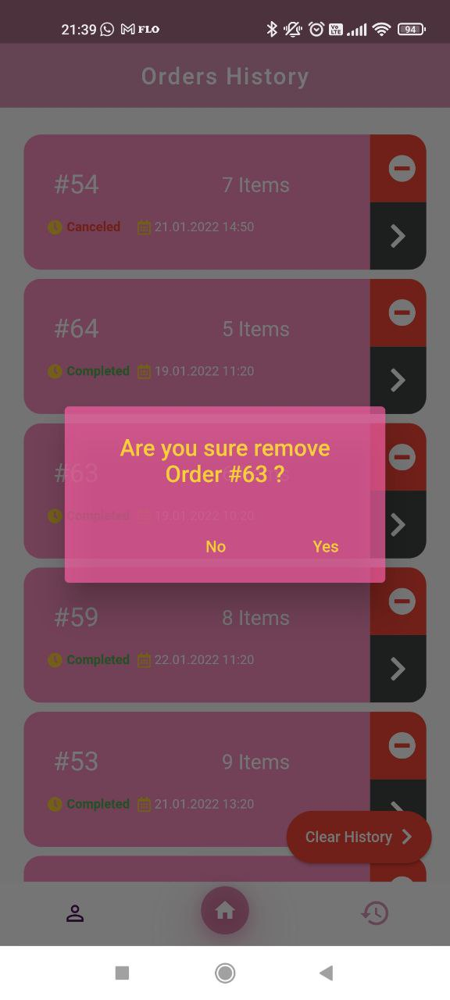 21:39 FLO VoLTE 94
Orders History
#54 7 Items
Canceled 21.01.2022 14:50
#64 5 Items
Completed 19.01.2022 11:20
Are you sure remove
Order #63 ?
#63 6 Items
Completed 19.01.2022 10:20
No Yes
#59 8 Items
Completed 22.01.2022 11:20
#53 9 Items
Completed 21.01.2022 13:20
Clear History